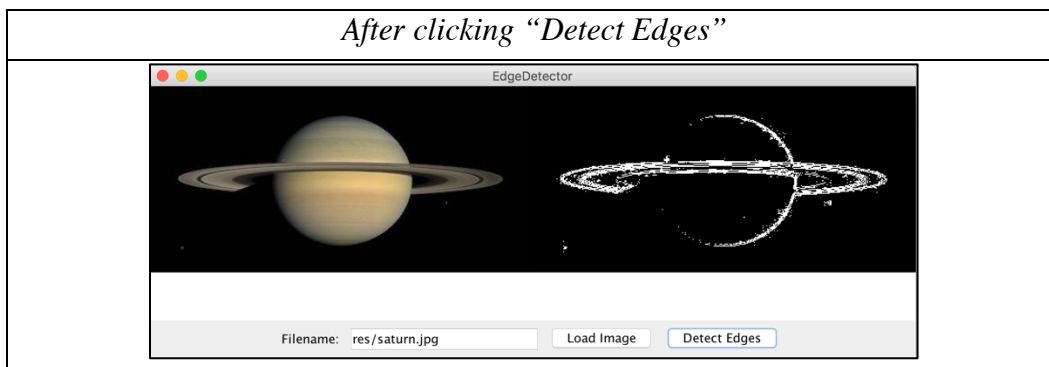 After clicking “Detect Edges”
EdgeDetector
Filename: res/saturn.jpg Load Image Detect Edges